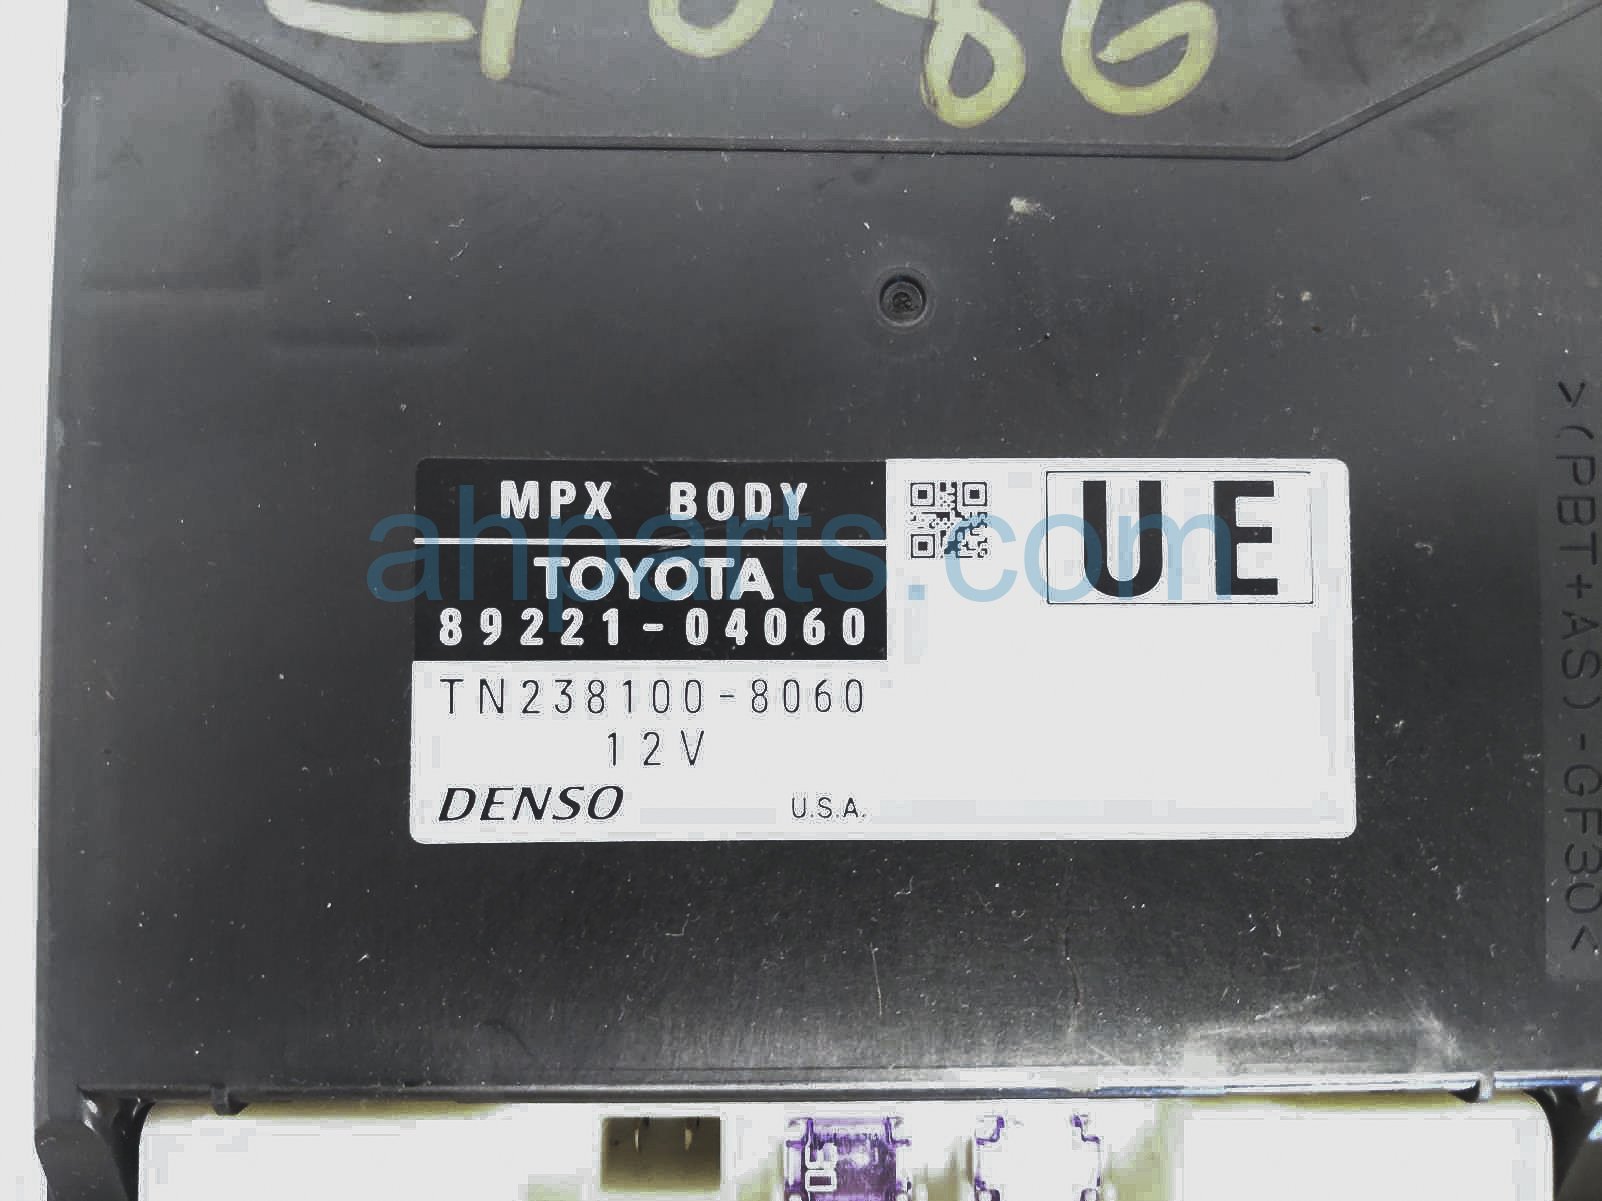 MPX BODY
TOYOTA
89221-04060
TN238100-8060
12V
DENSO U.S.A.
UE
>(PBT+AS)-GF30<
ahparts.com